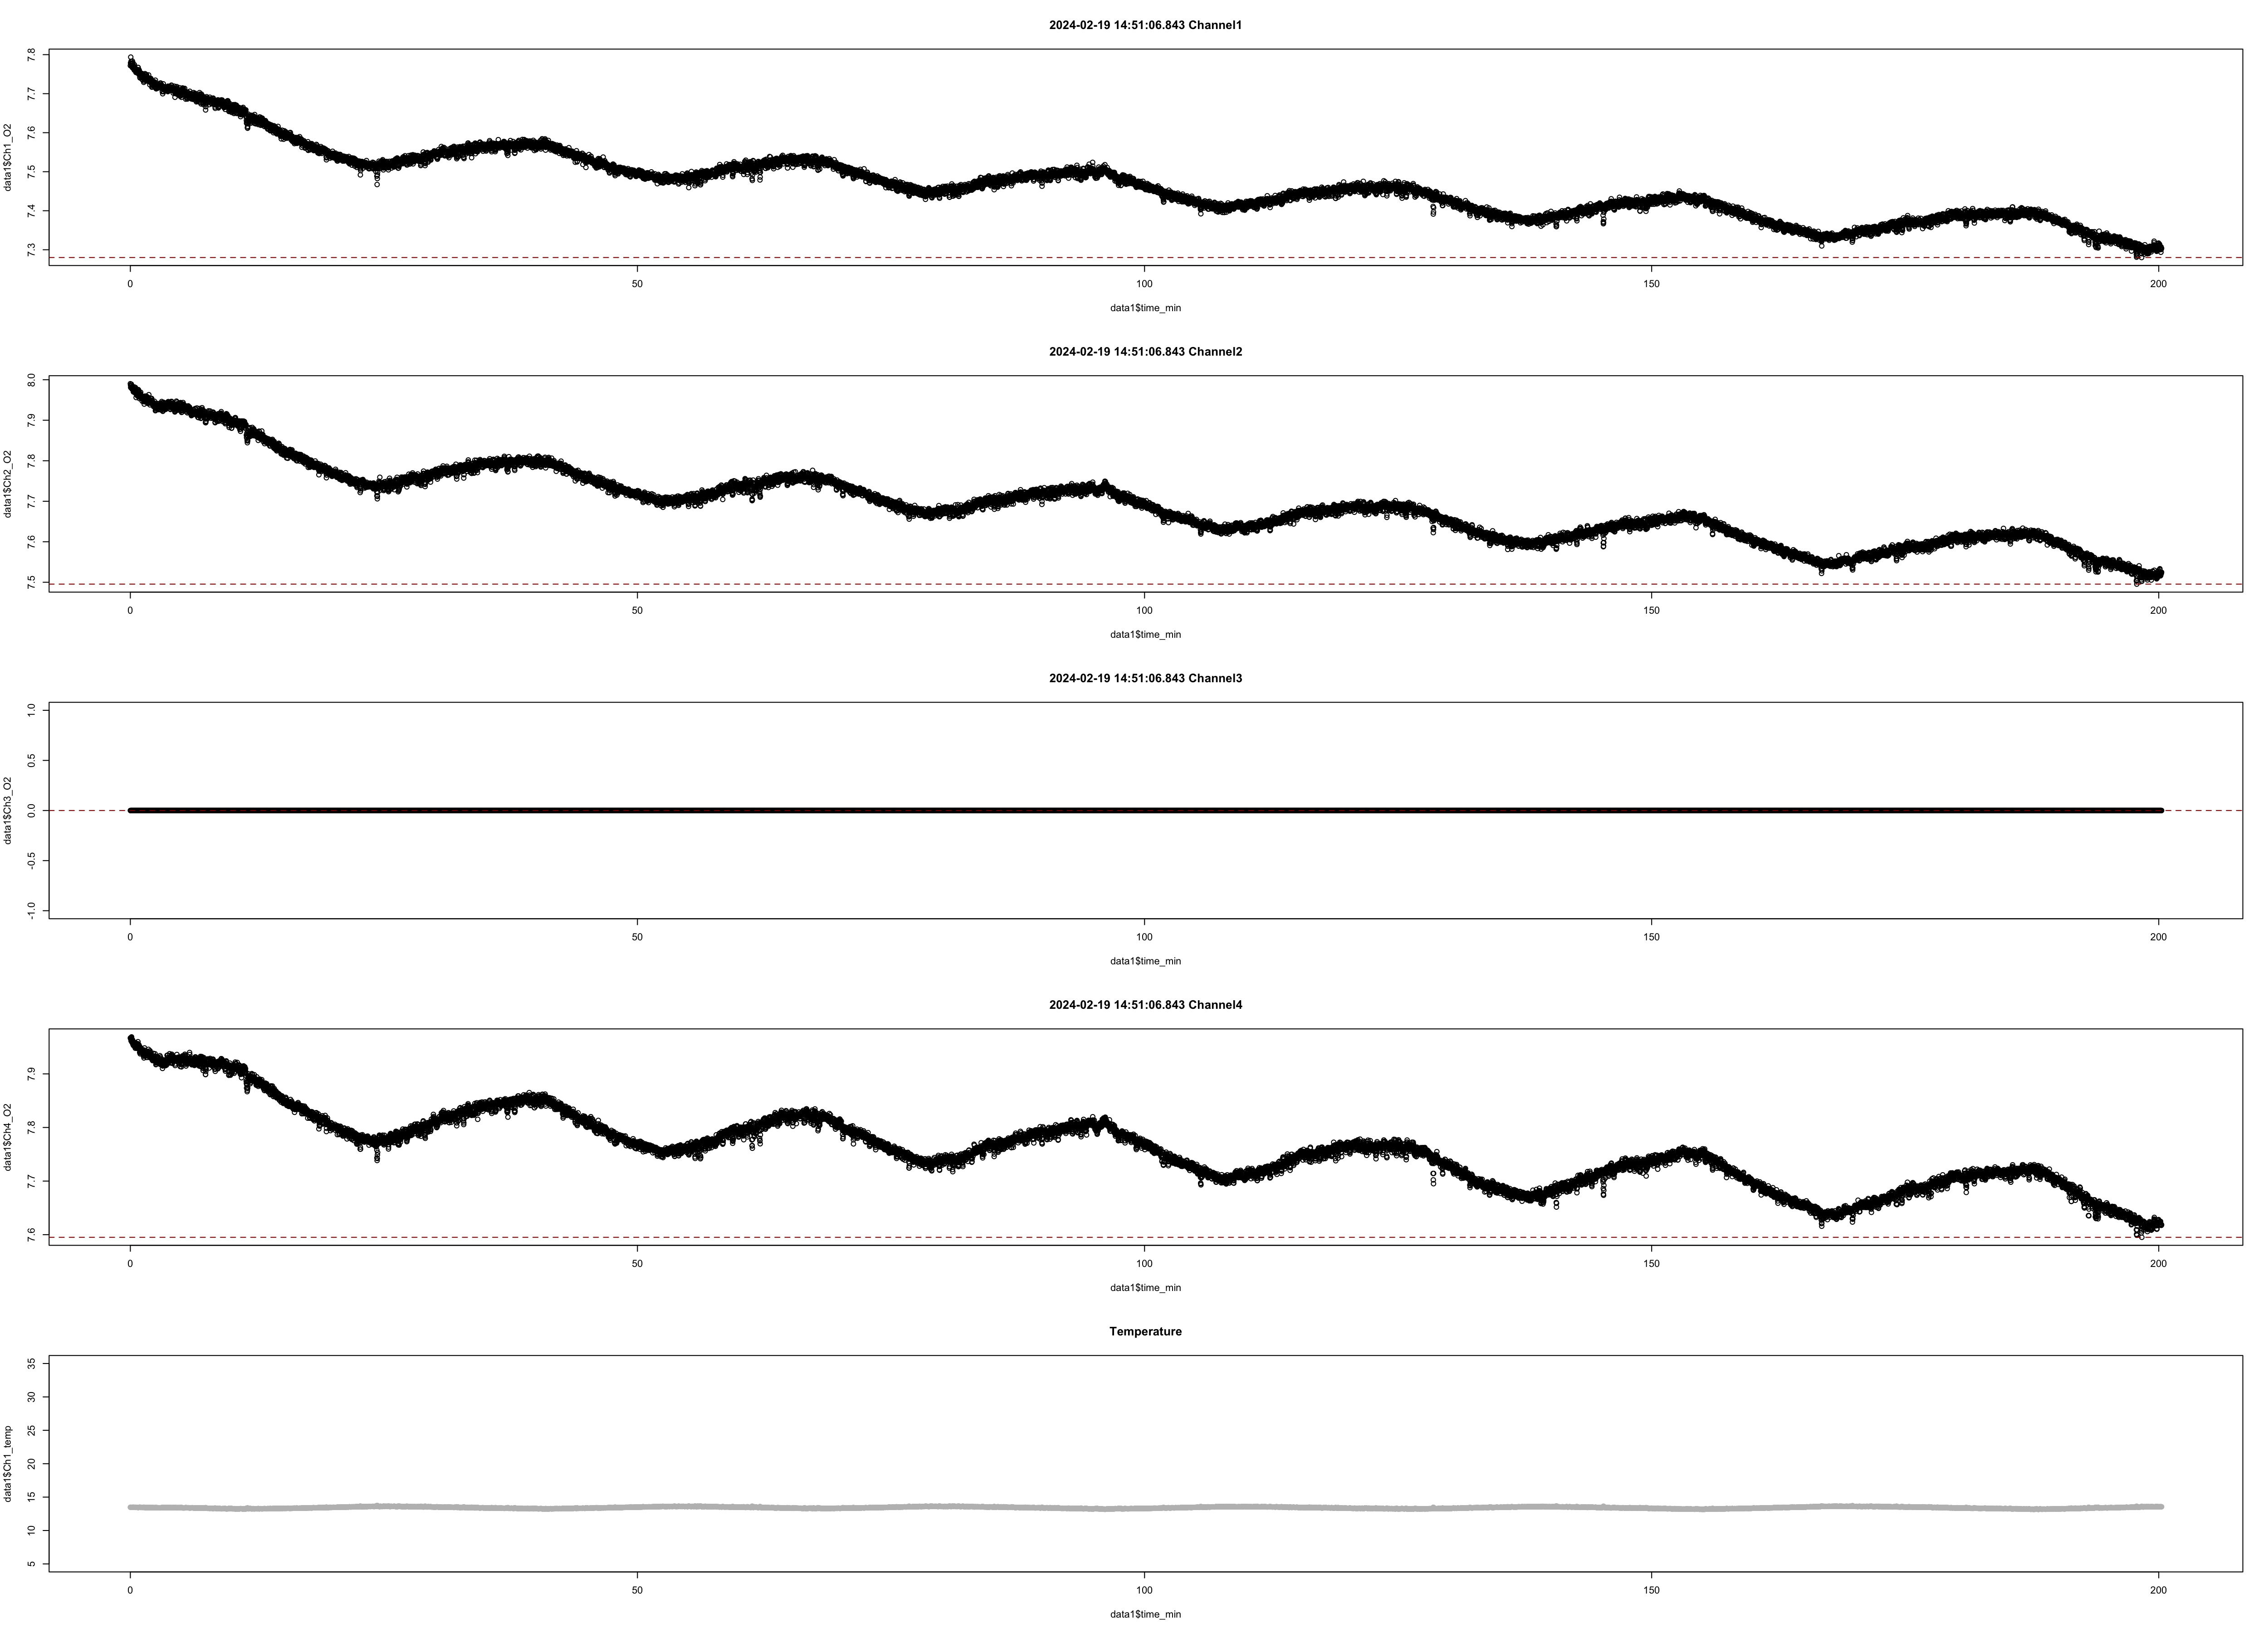 2024-02-19 14:51:06.843 Channel1
data1$Ch1_O2
7.8
7.7
7.6
7.5
7.4
7.3
0 50 100 150 200
data1$time_min
2024-02-19 14:51:06.843 Channel2
data1$Ch2_O2
8.0
7.9
7.8
7.7
7.6
7.5
0 50 100 150 200
data1$time_min
2024-02-19 14:51:06.843 Channel3
data1$Ch3_O2
1.0
0.5
0.0
-0.5
-1.0
0 50 100 150 200
data1$time_min
2024-02-19 14:51:06.843 Channel4
data1$Ch4_O2
7.9
7.8
7.7
7.6
0 50 100 150 200
data1$time_min
Temperature
data1$Ch1_temp
35
30
25
20
15
10
5
0 50 100 150 200
data1$time_min